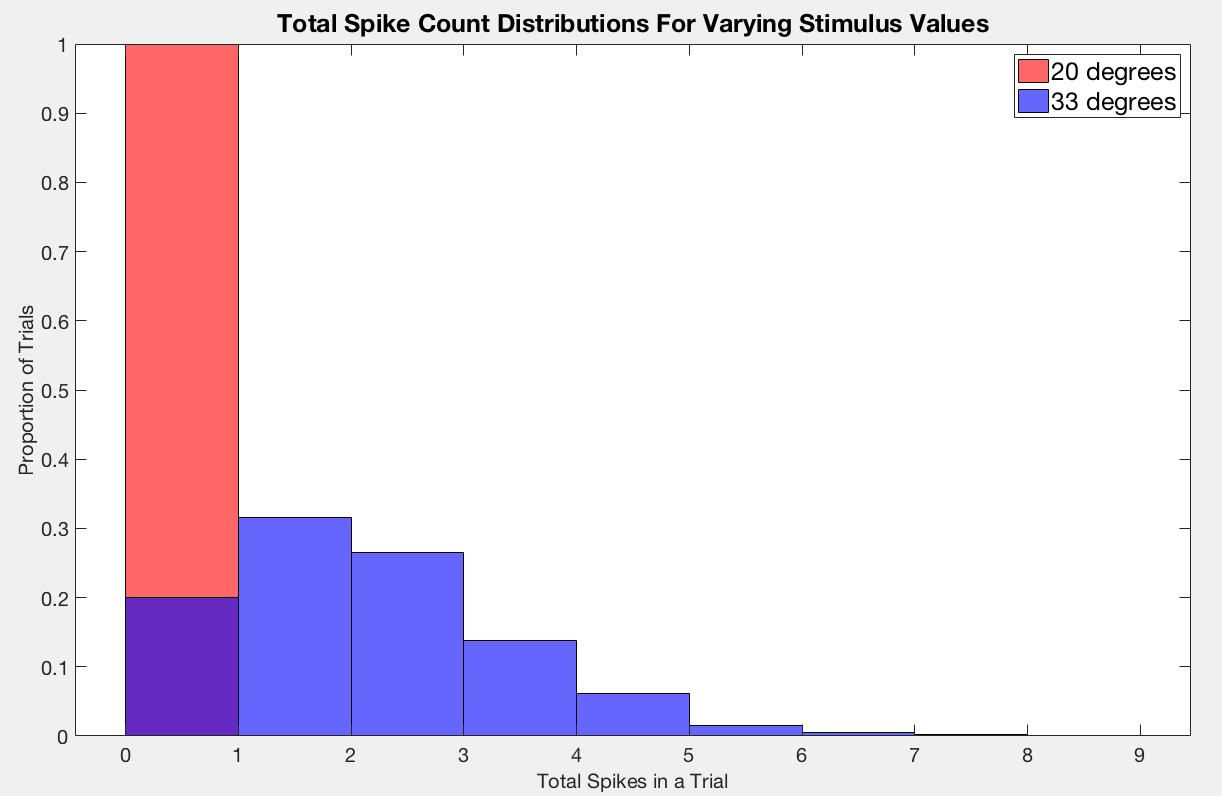 Total Spike Count Distributions For Varying Stimulus Values
20 degrees
33 degrees
Proportion of Trials
1
0.9
0.8
0.7
0.6
0.5
0.4
0.3
0.2
0.1
0
0 1 2 3 4 5 6 7 8 9
Total Spikes in a Trial